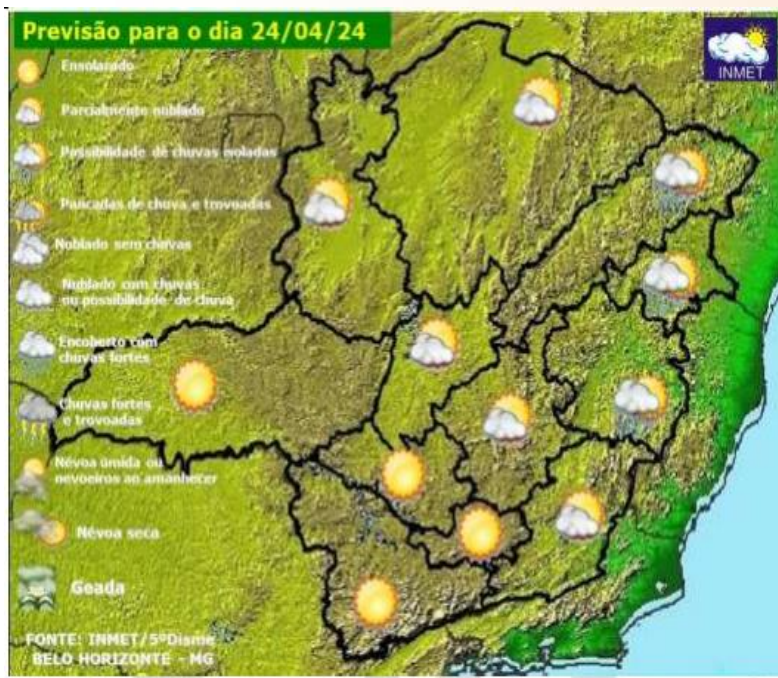 Previsão para o dia 24/04/24
INMET
Ensolarado
Parcialmente nublado
Possibilidade de chuvas isoladas
Pancadas de chuva e trovoadas
Nublado sem chuvas
Nublado com chuvas
ou possibilidade de chuva
Encoberto com
chuvas fortes
Chuvas fortes
e trovoadas
Névoa úmida ou
nevoeiros ao amanhecer
Névoa seca
Geada
FONTE: INMET/5ºDisme
BELO HORIZONTE - MG